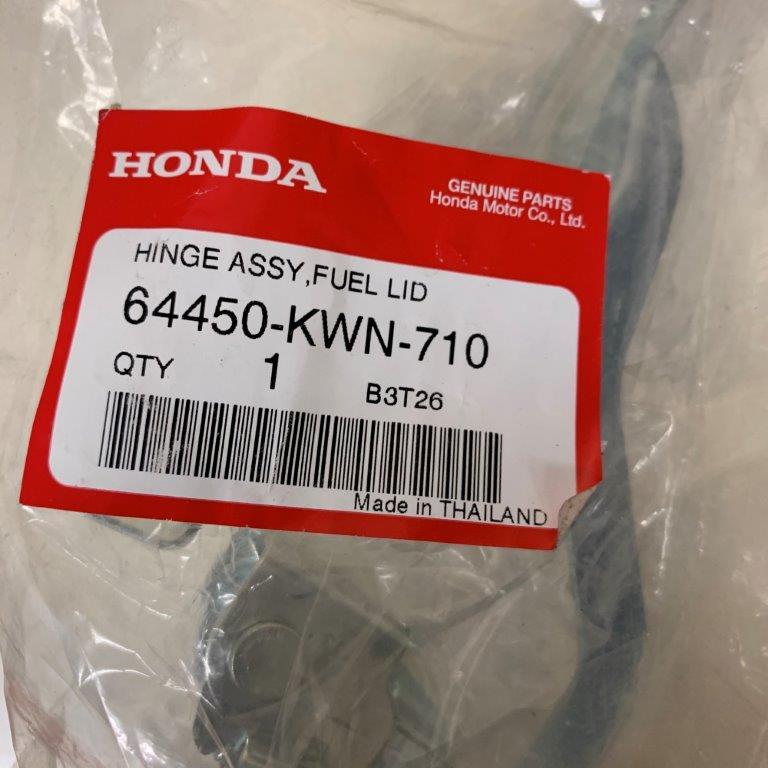 HONDA
GENUINE PARTS
Honda Motor Co., Ltd.
HINGE ASSY,FUEL LID
64450-KWN-710
QTY 1 B3T26
Made in THAILAND